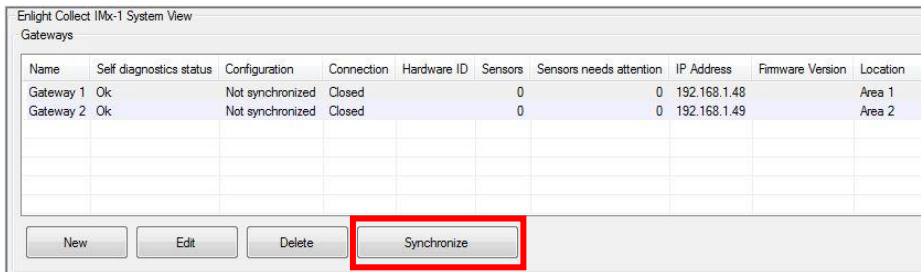 Enlight Collect IMx-1 System View
Gateways
Name Self diagnostics status Configuration Connection Hardware ID Sensors Sensors needs attention IP Address Firmware Version Location
Gateway 1 Ok Not synchronized Closed 0 0 192.168.1.48 Area 1
Gateway 2 Ok Not synchronized Closed 0 0 192.168.1.49 Area 2
New Edit Delete Synchronize